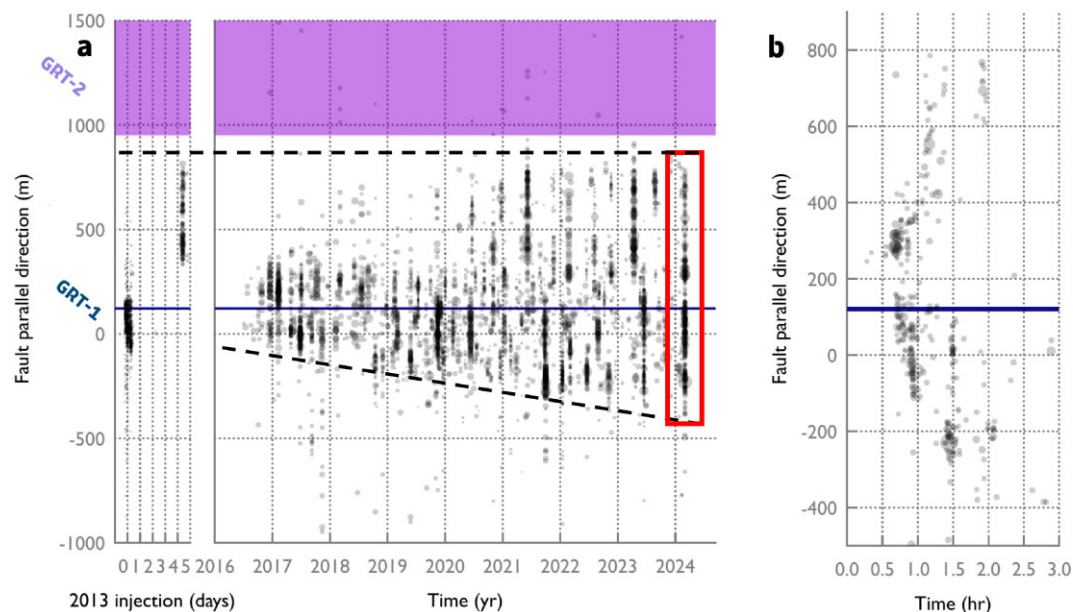 a
GRT-2
GRT-1
1500
1000
500
0
-500
-1000
Fault parallel direction (m)
0 1 2 3 4 5 2016 2017 2018 2019 2020 2021 2022 2023 2024
2013 injection (days)
Time (yr)
b
800
600
400
200
0
-200
-400
Fault parallel direction (m)
0.0 0.5 1.0 1.5 2.0 2.5 3.0
Time (hr)